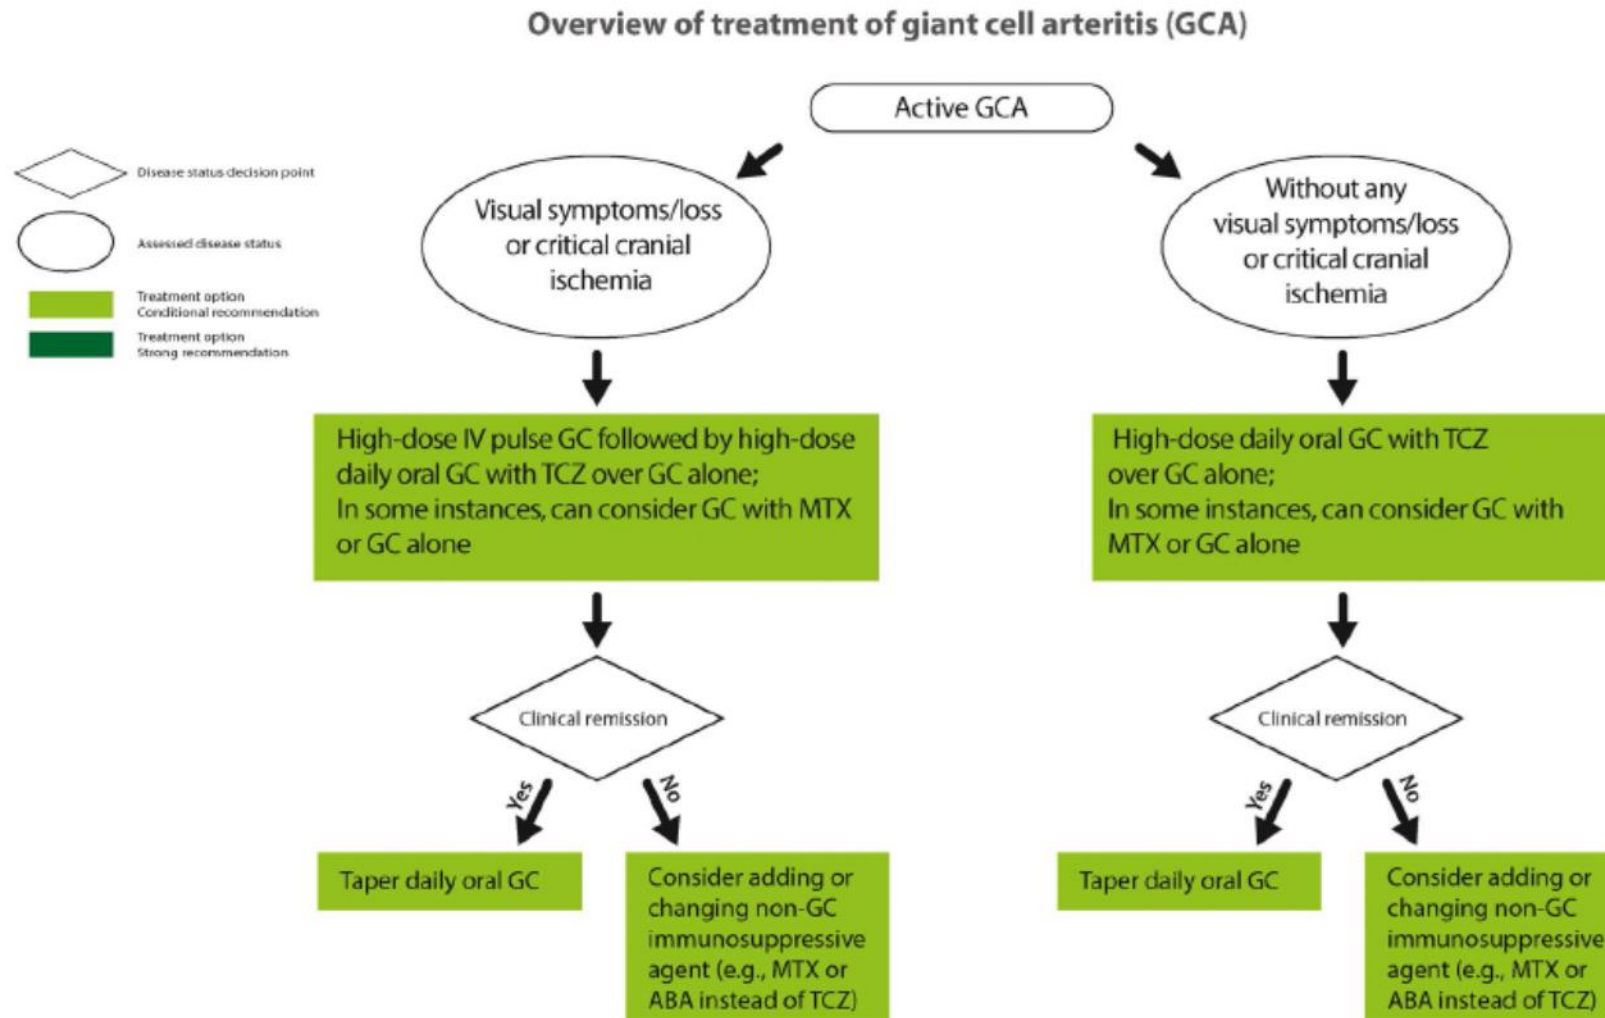 Overview of treatment of giant cell arteritis (GCA)
Active GCA
Disease status decision point
Assessed disease status
Treatment option
Conditional recommendation
Treatment option
Strong recommendation
Visual symptoms/loss
or critical cranial
ischemia
Without any
visual symptoms/loss
or critical cranial
ischemia
High-dose IV pulse GC followed by high-dose
daily oral GC with TCZ over GC alone;
In some instances, can consider GC with MTX
or GC alone
High-dose daily oral GC with TCZ
over GC alone;
In some instances, can consider GC with
MTX or GC alone
Clinical remission
Yes
No
Taper daily oral GC
Consider adding or
changing non-GC
immunosuppressive
agent (e.g., MTX or
ABA instead of TCZ)
Clinical remission
Yes
No
Taper daily oral GC
Consider adding or
changing non-GC
immunosuppressive
agent (e.g., MTX or
ABA instead of TCZ)